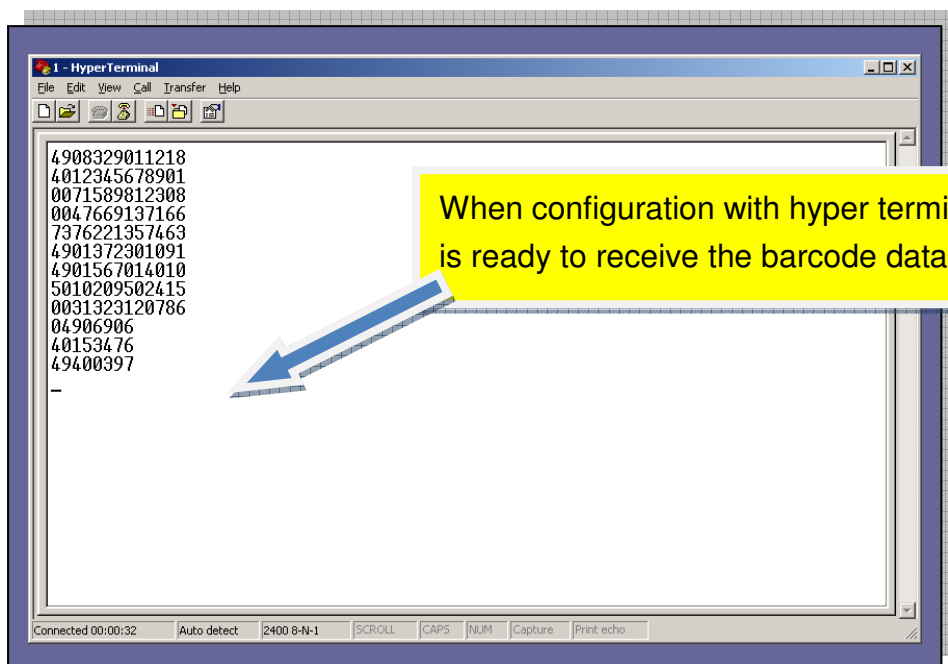 1 - HyperTerminal
File Edit View Call Transfer Help
4908329011218
4012345678901
0071589812308
0047669137166
7376221357463
4901372301091
4901567014010
5010209502415
0031323120786
04906906
40153476
49400397
_
When configuration with hyper termi
is ready to receive the barcode data
Connected 00:00:32 Auto detect 2400 8-N-1 SCROLL CAPS NUM Capture Print echo